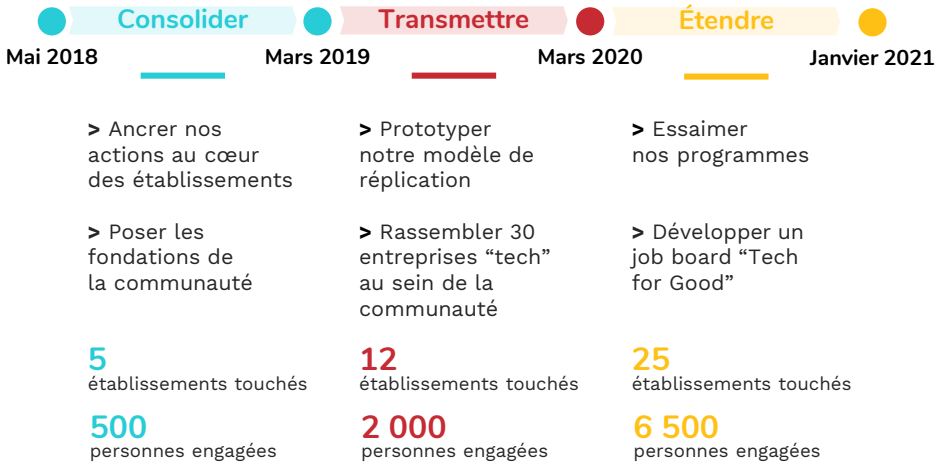 Consolider
Transmettre
Étendre
Mai 2018
Mars 2019
Mars 2020
Janvier 2021
> Ancrer nos
actions au cœur
des établissements
> Poser les
fondations de
la communauté
5
établissements touchés
500
personnes engagées
> Prototyper
notre modèle de
réplication
> Rassembler 30
entreprises “tech”
au sein de la
communauté
12
établissements touchés
2 000
personnes engagées
> Essaimer
nos programmes
> Développer un
job board “Tech
for Good”
25
établissements touchés
6 500
personnes engagées